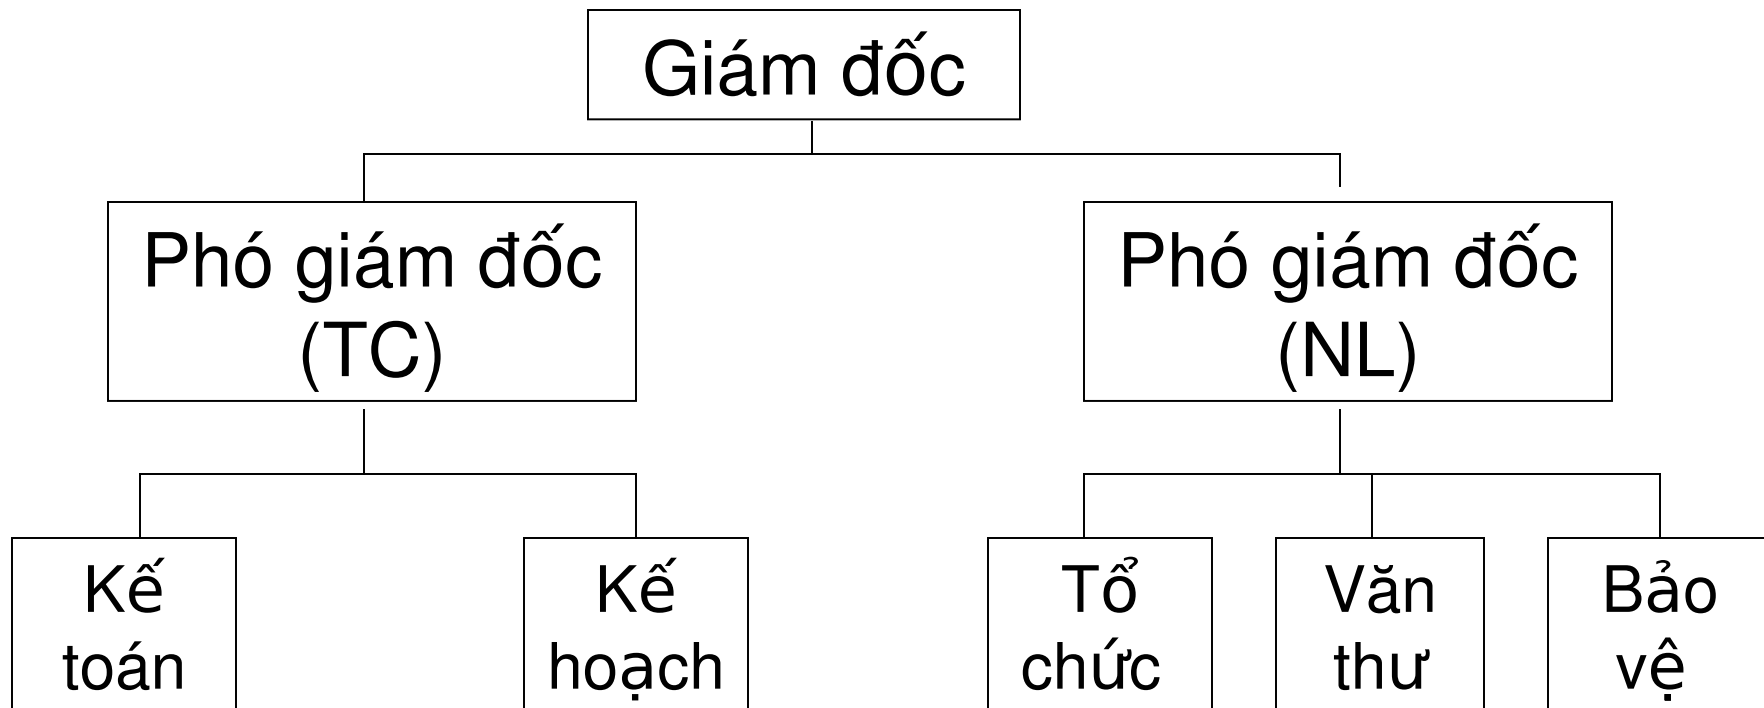 Giám đốc
Phó giám đốc
(TC)
Phó giám đốc
(NL)
Kế
toán
Kế
hoạch
Tổ
chức
Văn
thư
Bảo
vệ